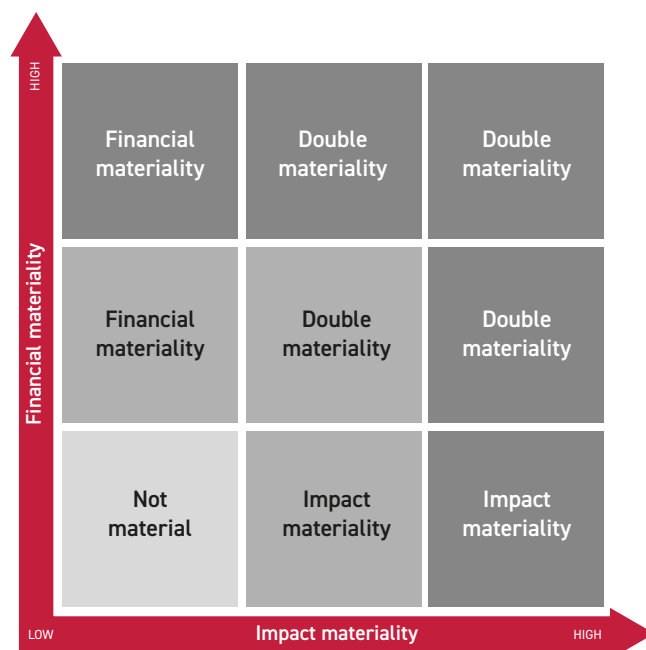 HIGH
Financial
materiality
Double
materiality
Double
materiality
Financial materiality
Financial
materiality
Double
materiality
Double
materiality
Not
material
Impact
materiality
Impact
materiality
LOW
Impact materiality
HIGH